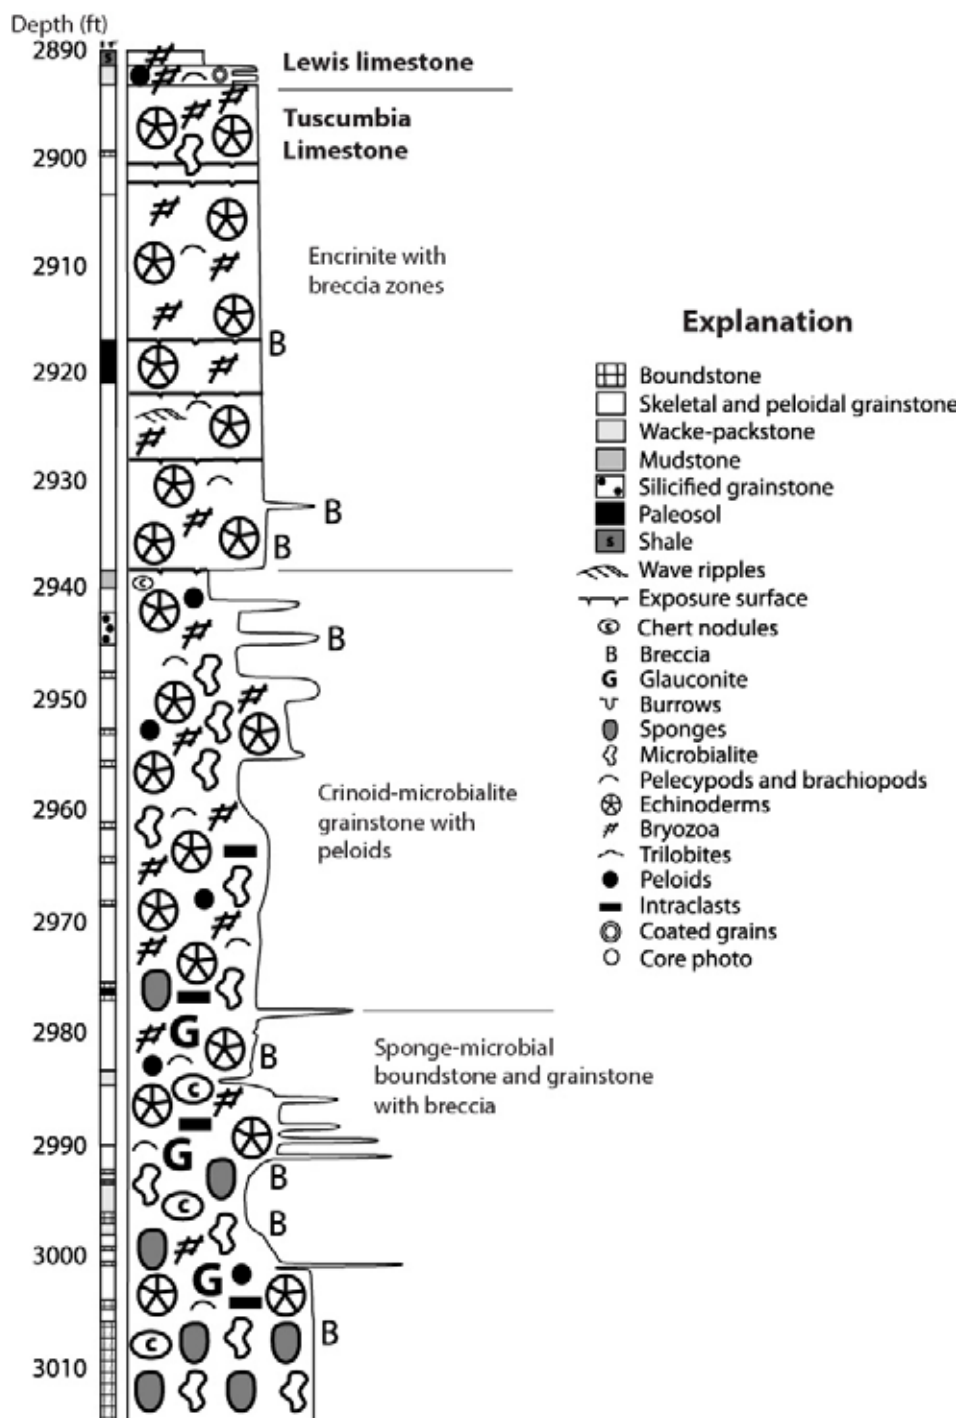 Depth (ft)
2890
Lewis limestone
s
Tuscumbia
Limestone
2900
2910
Encrinite with
breccia zones
B
2920
2930
B
B
2940
c
B
2950
2960
Crinoid-microbialite
grainstone with
peloids
2970
2980
G
B
Sponge-microbial
boundstone and grainstone
with breccia
c
2990
G
B
c
B
3000
G
B
c
3010
Explanation
Boundstone
Skeletal and peloidal grainstone
Wacke-packstone
Mudstone
Silicified grainstone
Paleosol
s Shale
Wave ripples
Exposure surface
c Chert nodules
B Breccia
G Glauconite
Burrows
Sponges
Microbialite
Pelecypods and brachiopods
Echinoderms
Bryozoa
Trilobites
Peloids
Intraclasts
Coated grains
Core photo